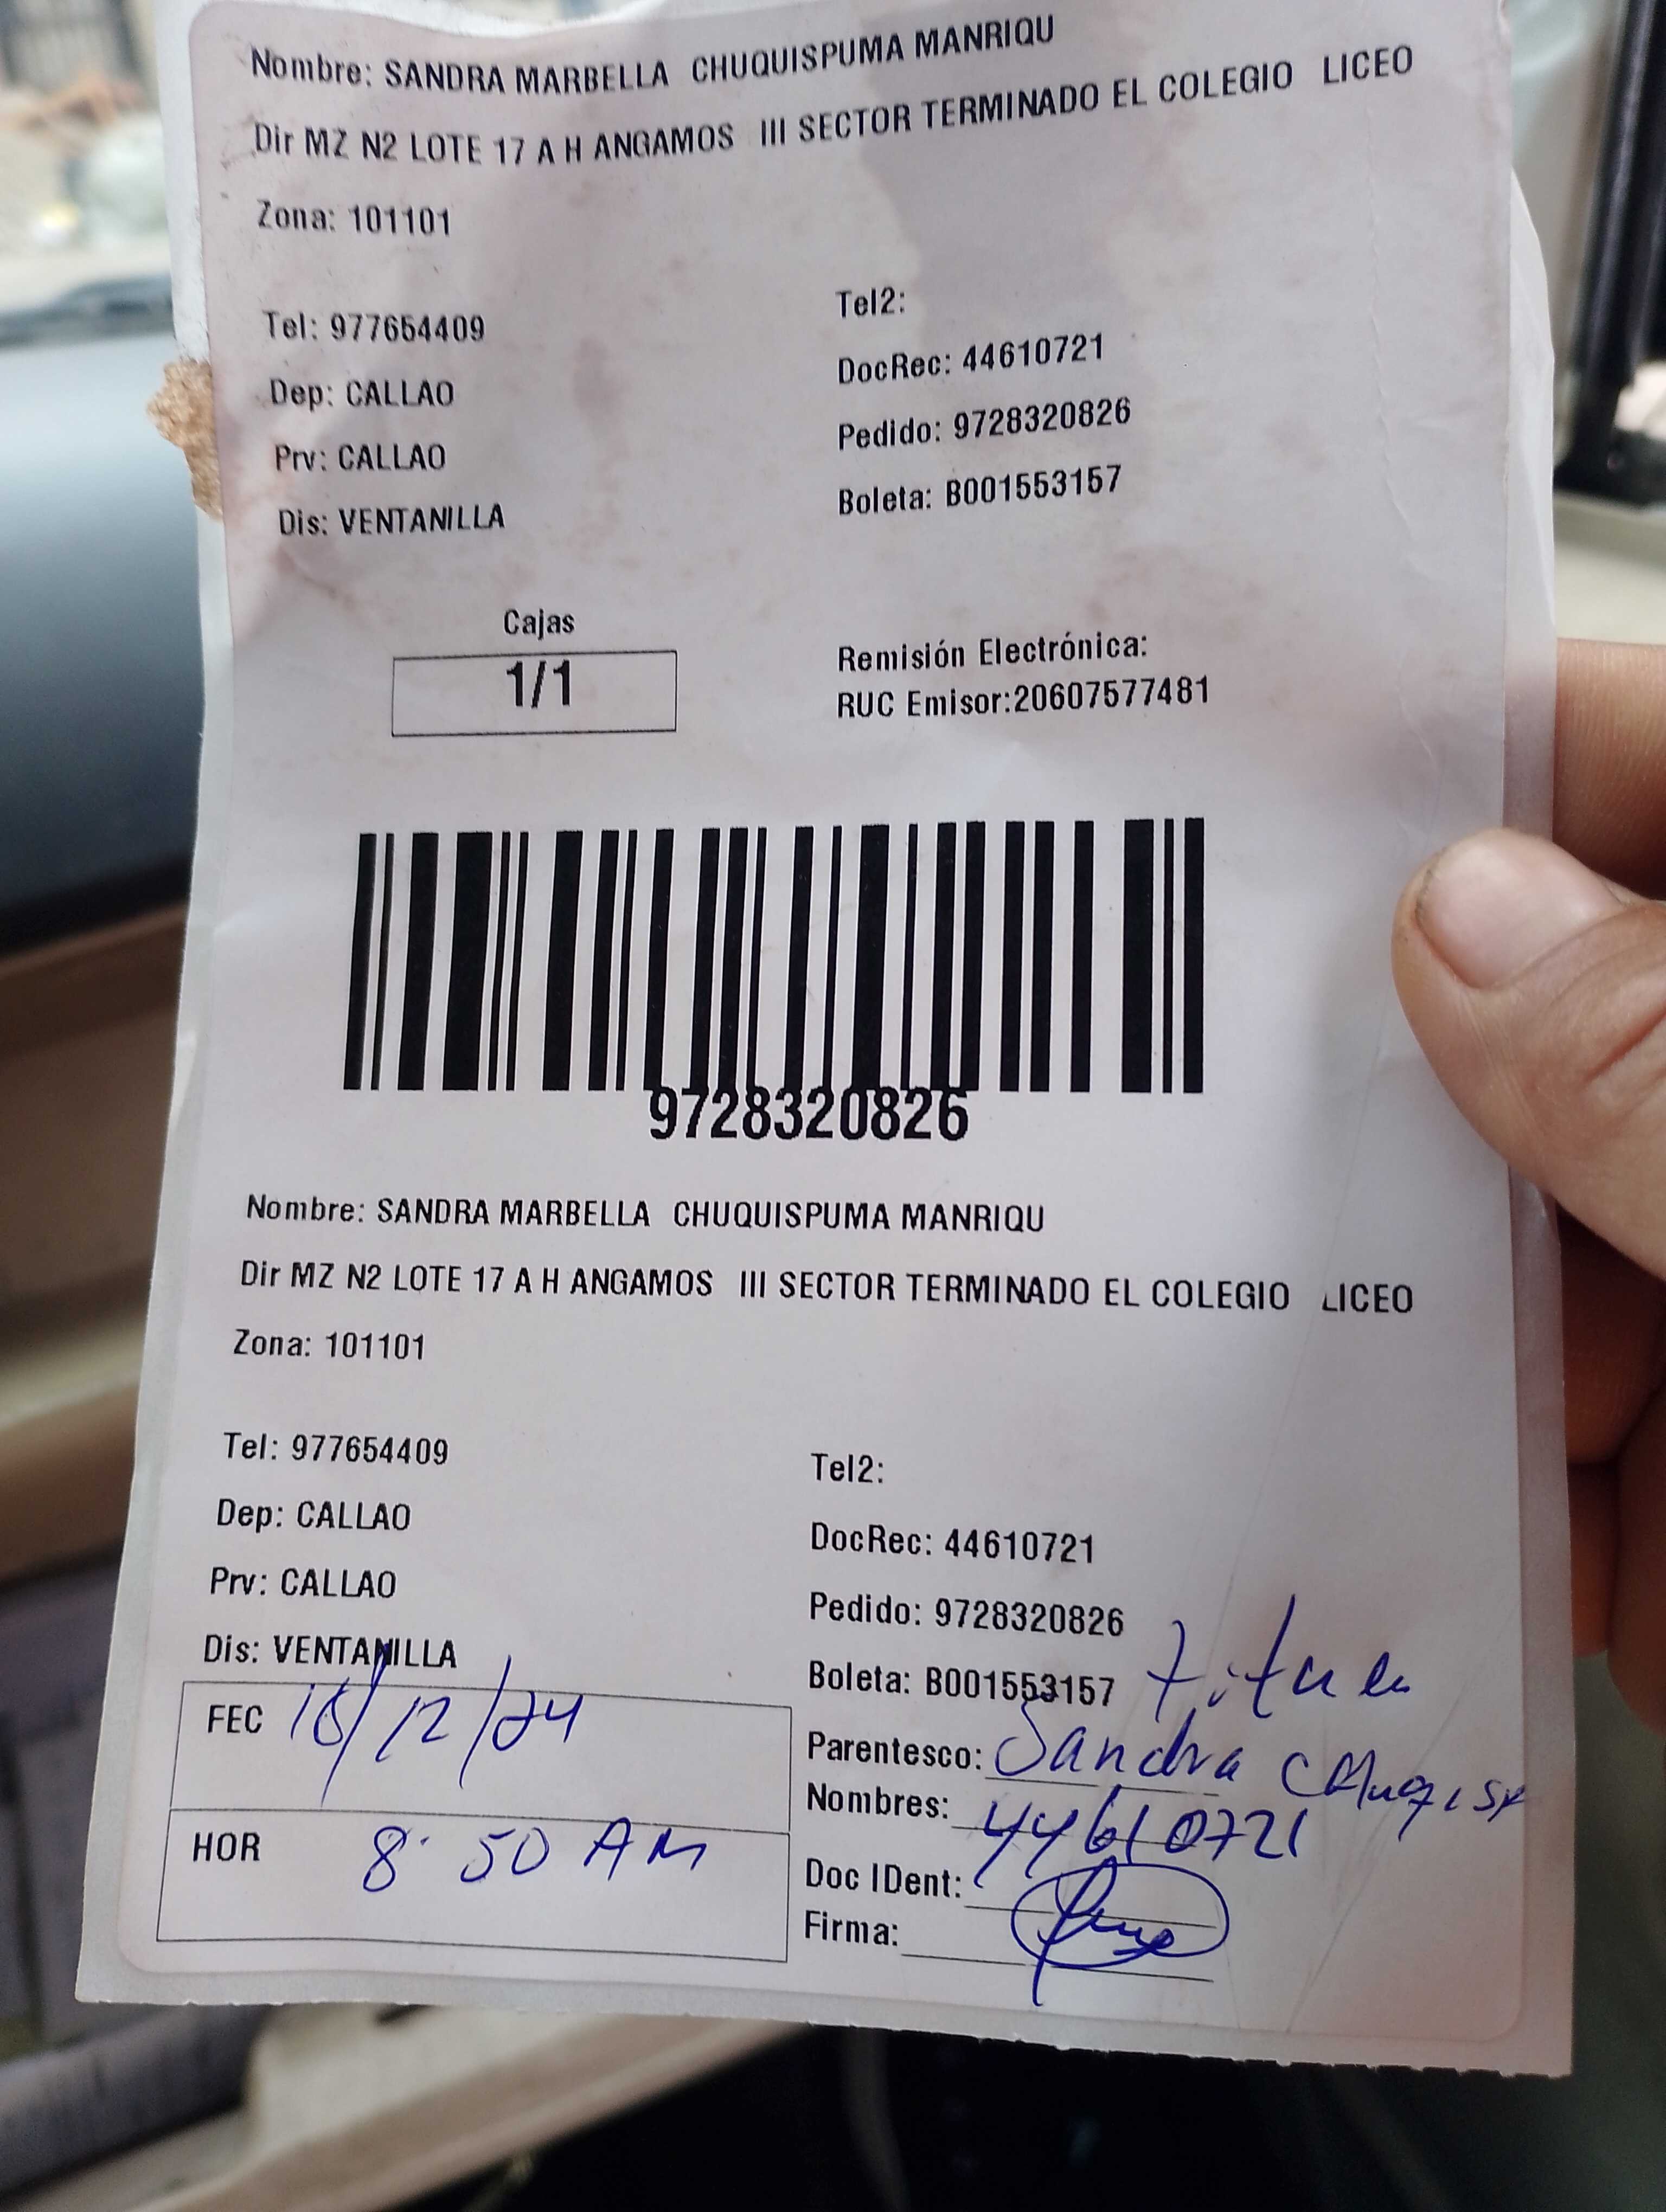 Nombre: SANDRA MARBELLA CHUQUISPUMA MANRIQU
Dir MZ N2 LOTE 17 A H ANGAMOS III SECTOR TERMINADO EL COLEGIO LICEO
Zona: 101101
Tel: 977654409
Tel2:
DocRec: 44610721
Dep: CALLAO
Pedido: 9728320826
Prv: CALLAO
Boleta: B001553157
Dis: VENTANILLA
Cajas
1/1
Remisión Electrónica:
RUC Emisor:20607577481
9728320826
Nombre: SANDRA MARBELLA CHUQUISPUMA MANRIQU
Dir MZ N2 LOTE 17 A H ANGAMOS III SECTOR TERMINADO EL COLEGIO LICEO
Zona: 101101
Tel: 977654409
Tel2:
Dep: CALLAO
DocRec: 44610721
Prv: CALLAO
Pedido: 9728320826
Dis: VENTANILLA
Boleta: B001553157
FEC /12/24
Parentesco: Sandra
Nombres: 44610721
HOR 8:50 AM
Doc IDent:
Firma: